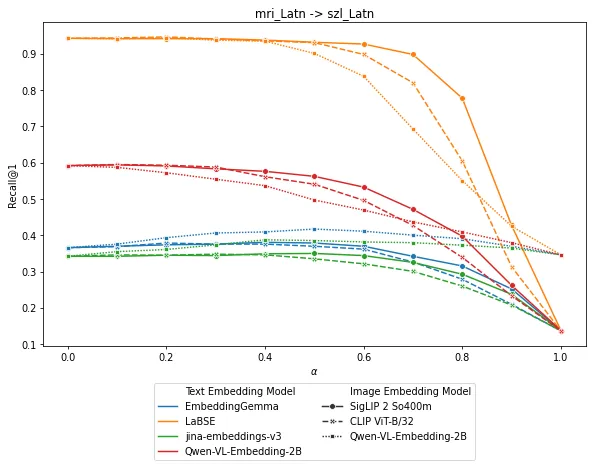 mri_Latn -> szl_Latn
Recall@1
0.9
0.8
0.7
0.6
0.5
0.4
0.3
0.2
0.1
0.0
0.2
0.4
0.6
0.8
1.0
α
Text Embedding Model
EmbeddingGemma
LaBSE
jina-embeddings-v3
Qwen-VL-Embedding-2B
Image Embedding Model
SigLIP 2 So400m
CLIP ViT-B/32
Qwen-VL-Embedding-2B